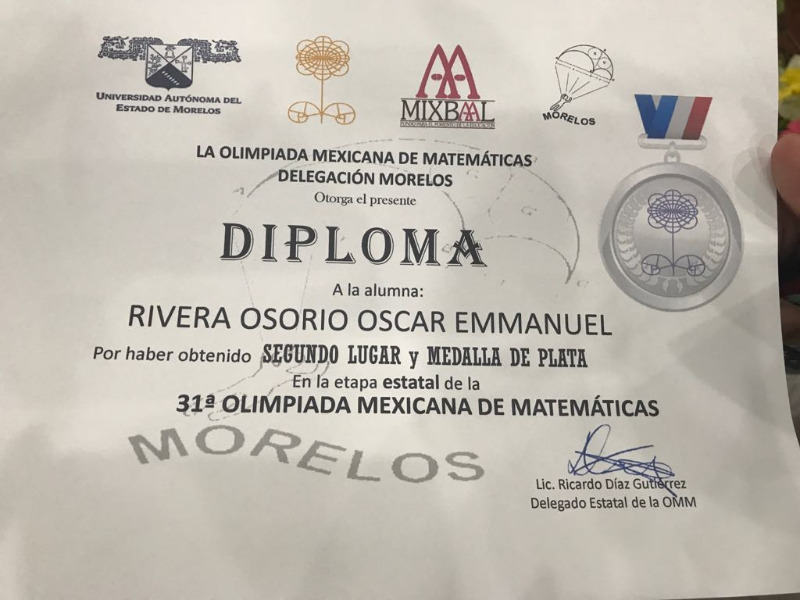 UNIVERSIDAD AUTÓNOMA DEL
ESTADO DE MORELOS
MIXBAAL
MORELOS
LA OLIMPIADA MEXICANA DE MATEMÁTICAS
DELEGACIÓN MORELOS
Otorga el presente
DIPLOMA
A la alumna:
RIVERA OSORIO OSCAR EMMANUEL
Por haber obtenido SEGUNDO LUGAR y MEDALLA DE PLATA
En la etapa estatal de la
31ª OLIMPIADA MEXICANA DE MATEMÁTICAS
MORELOS
Lic. Ricardo Díaz Gutiérrez
Delegado Estatal de la OMM